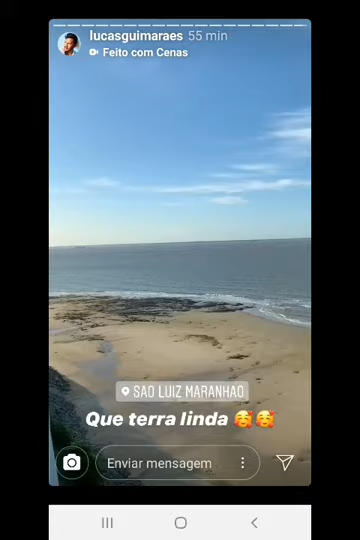 lucasguimaraes 55 min
Feito com Cenas
SAO LUIZ MARANHAO
Que terra linda 🥰🥰
Enviar mensagem